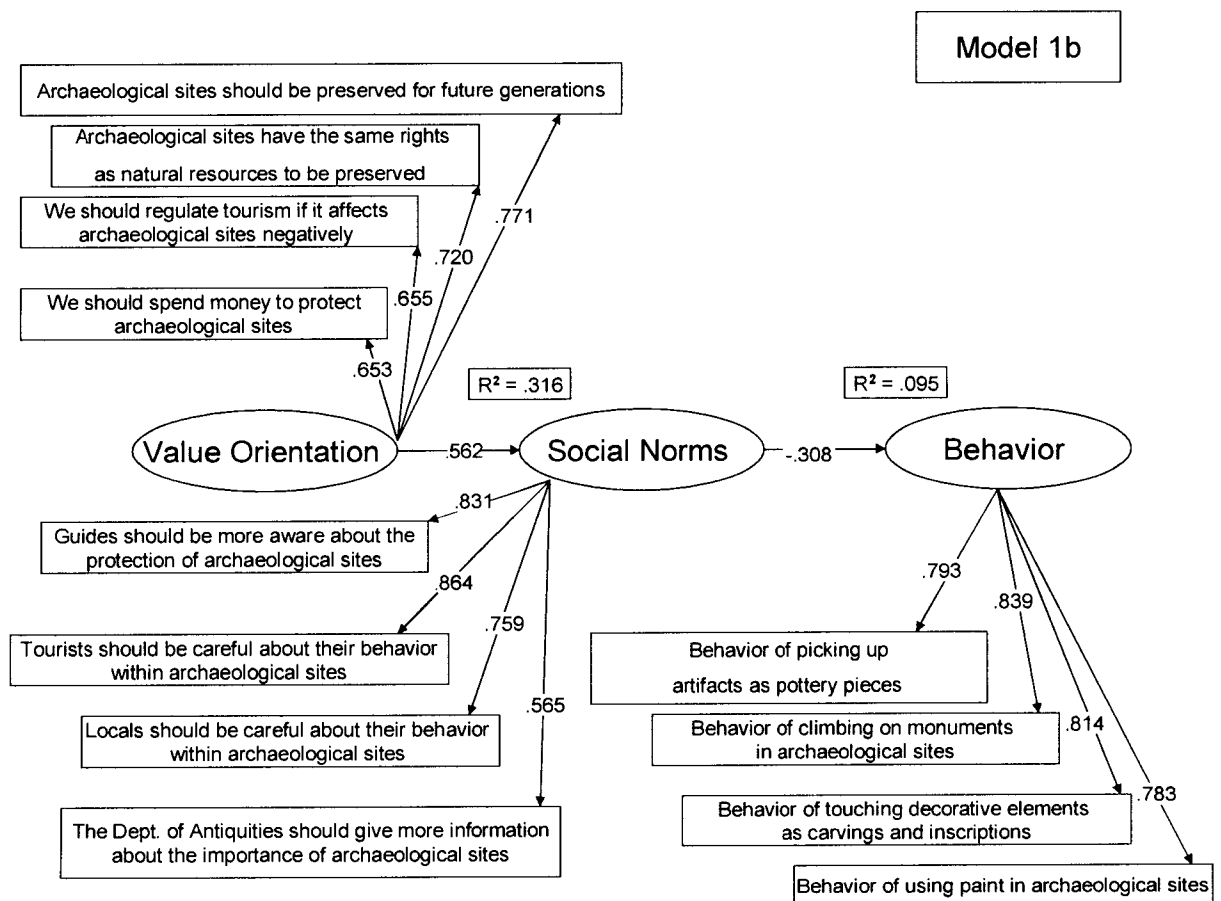 Model 1b
Archaeological sites should be preserved for future generations
Archaeological sites have the same rights
as natural resources to be preserved
We should regulate tourism if it affects
archaeological sites negatively
We should spend money to protect
archaeological sites
.771
.720
.655
.653
R² = .316
R² = .095
Value Orientation
.562
Social Norms
-.308
Behavior
.831
Guides should be more aware about the
protection of archaeological sites
.864
Tourists should be careful about their behavior
within archaeological sites
.759
Locals should be careful about their behavior
within archaeological sites
.565
The Dept. of Antiquities should give more information
about the importance of archaeological sites
.793
Behavior of picking up
artifacts as pottery pieces
.839
Behavior of climbing on monuments
in archaeological sites
.814
Behavior of touching decorative elements
as carvings and inscriptions
.783
Behavior of using paint in archaeological sites